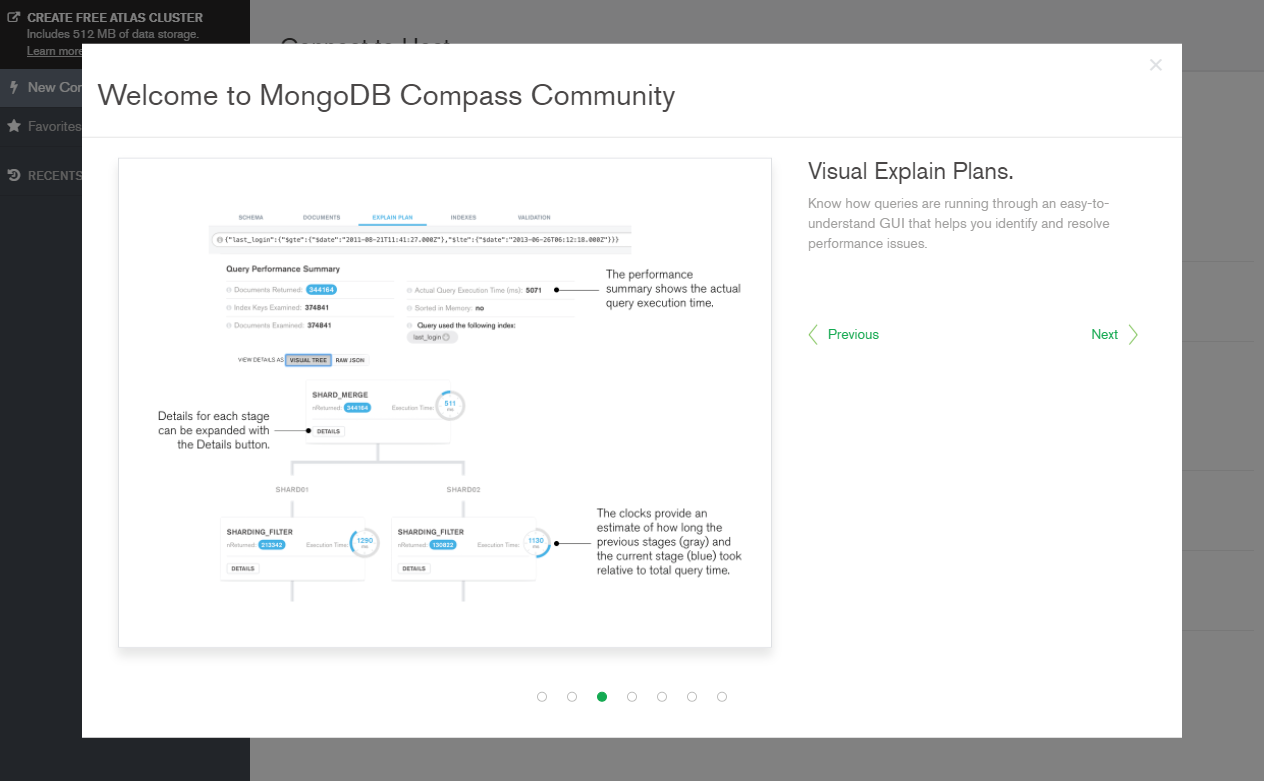 CREATE FREE ATLAS CLUSTER
Includes 512 MB of data storage.
Learn more
New Con
Favorites
RECENTS
Welcome to MongoDB Compass Community
SCHEMA DOCUMENTS EXPLAIN PLAN INDEXES VALIDATION
{"last_login":{"$gte":{"$date":"2011-08-21T11:41:27.000Z"},"$lte":{"$date":"2013-06-26T06:12:18.000Z"}}}
Query Performance Summary
Documents Returned: 344164
Index Keys Examined: 374841
Documents Examined: 374841
Actual Query Execution Time (ms): 5071
Sorted in Memory: no
Query used the following index:
last_login
The performance
summary shows the actual
query execution time.
VIEW DETAILS AS VISUAL TREE RAW JSON
SHARD_MERGE
nReturned: 344164 Execution Time: 511 ms
DETAILS
Details for each stage
can be expanded with
the Details button.
SHARD01 SHARD02
SHARDING_FILTER
nReturned: 213342 Execution Time: 1290 ms
DETAILS
SHARDING_FILTER
nReturned: 130822 Execution Time: 1130 ms
DETAILS
The clocks provide an
estimate of how long the
previous stages (gray) and
the current stage (blue) took
relative to total query time.
Visual Explain Plans.
Know how queries are running through an easy-to-
understand GUI that helps you identify and resolve
performance issues.
Previous Next